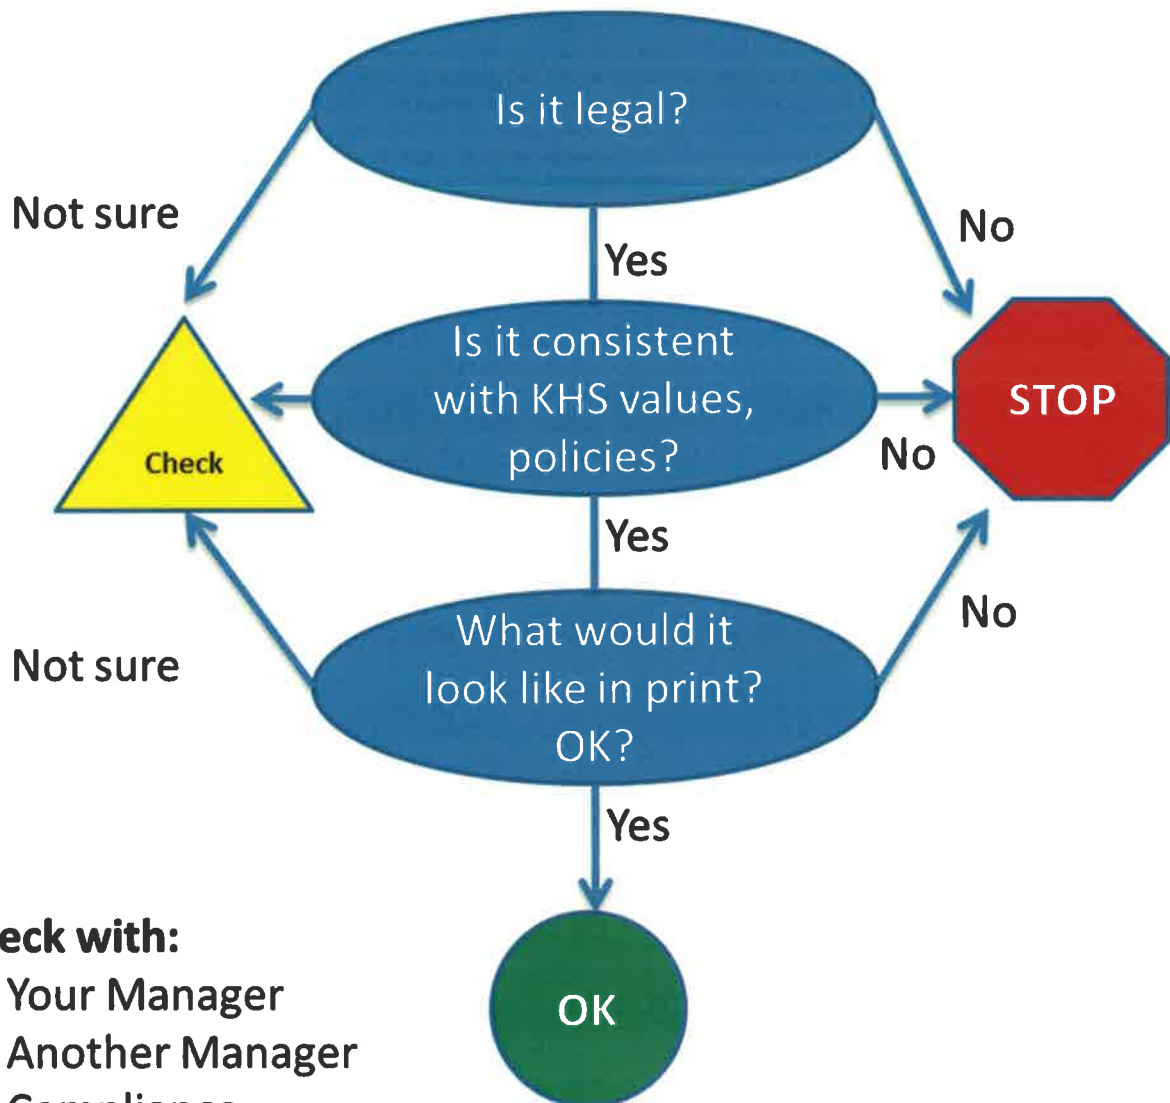 Is it legal?
Not sure
No
Yes
Is it consistent
with KHS values,
policies?
STOP
Check
No
Yes
What would it
look like in print?
OK?
No
Not sure
Yes
eck with:
Your Manager
OK
Another Manager
Compliance